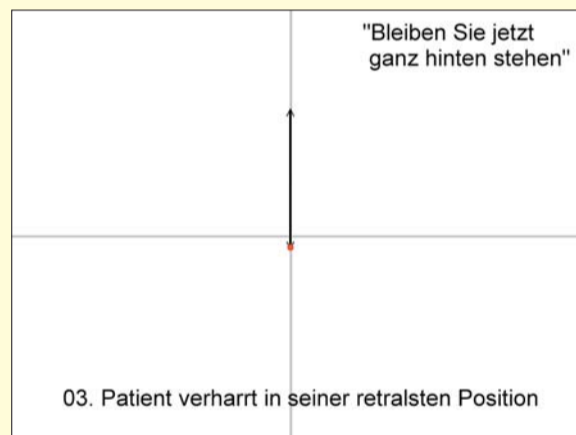 "Bleiben Sie jetzt
ganz hinten stehen"
03. Patient verharrt in seiner retralsten Position